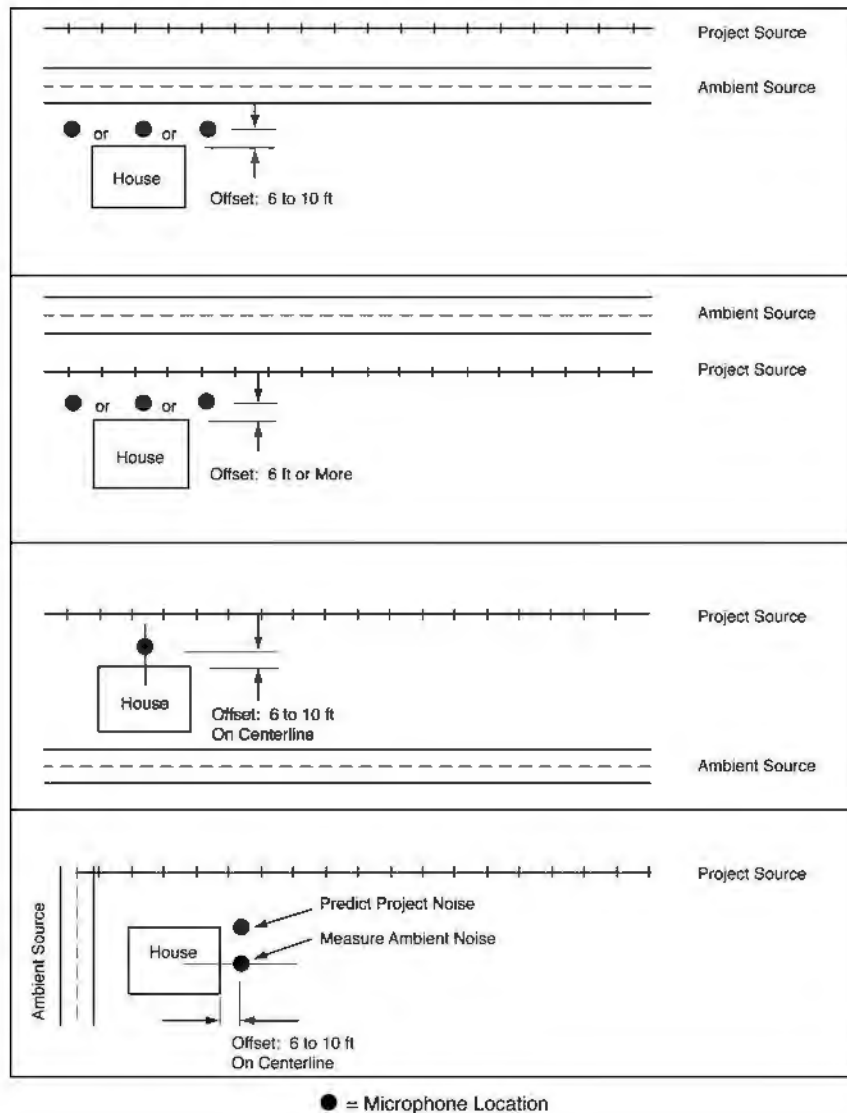 Project Source
Ambient Source
or or
House
Offset: 6 to 10 ft
Ambient Source
Project Source
or or
House
Offset: 6 ft or More
Project Source
House
Offset: 6 to 10 ft
On Centerline
Ambient Source
Project Source
Ambient Source
Predict Project Noise
House
Measure Ambient Noise
Offset: 6 to 10 ft
On Centerline
= Microphone Location